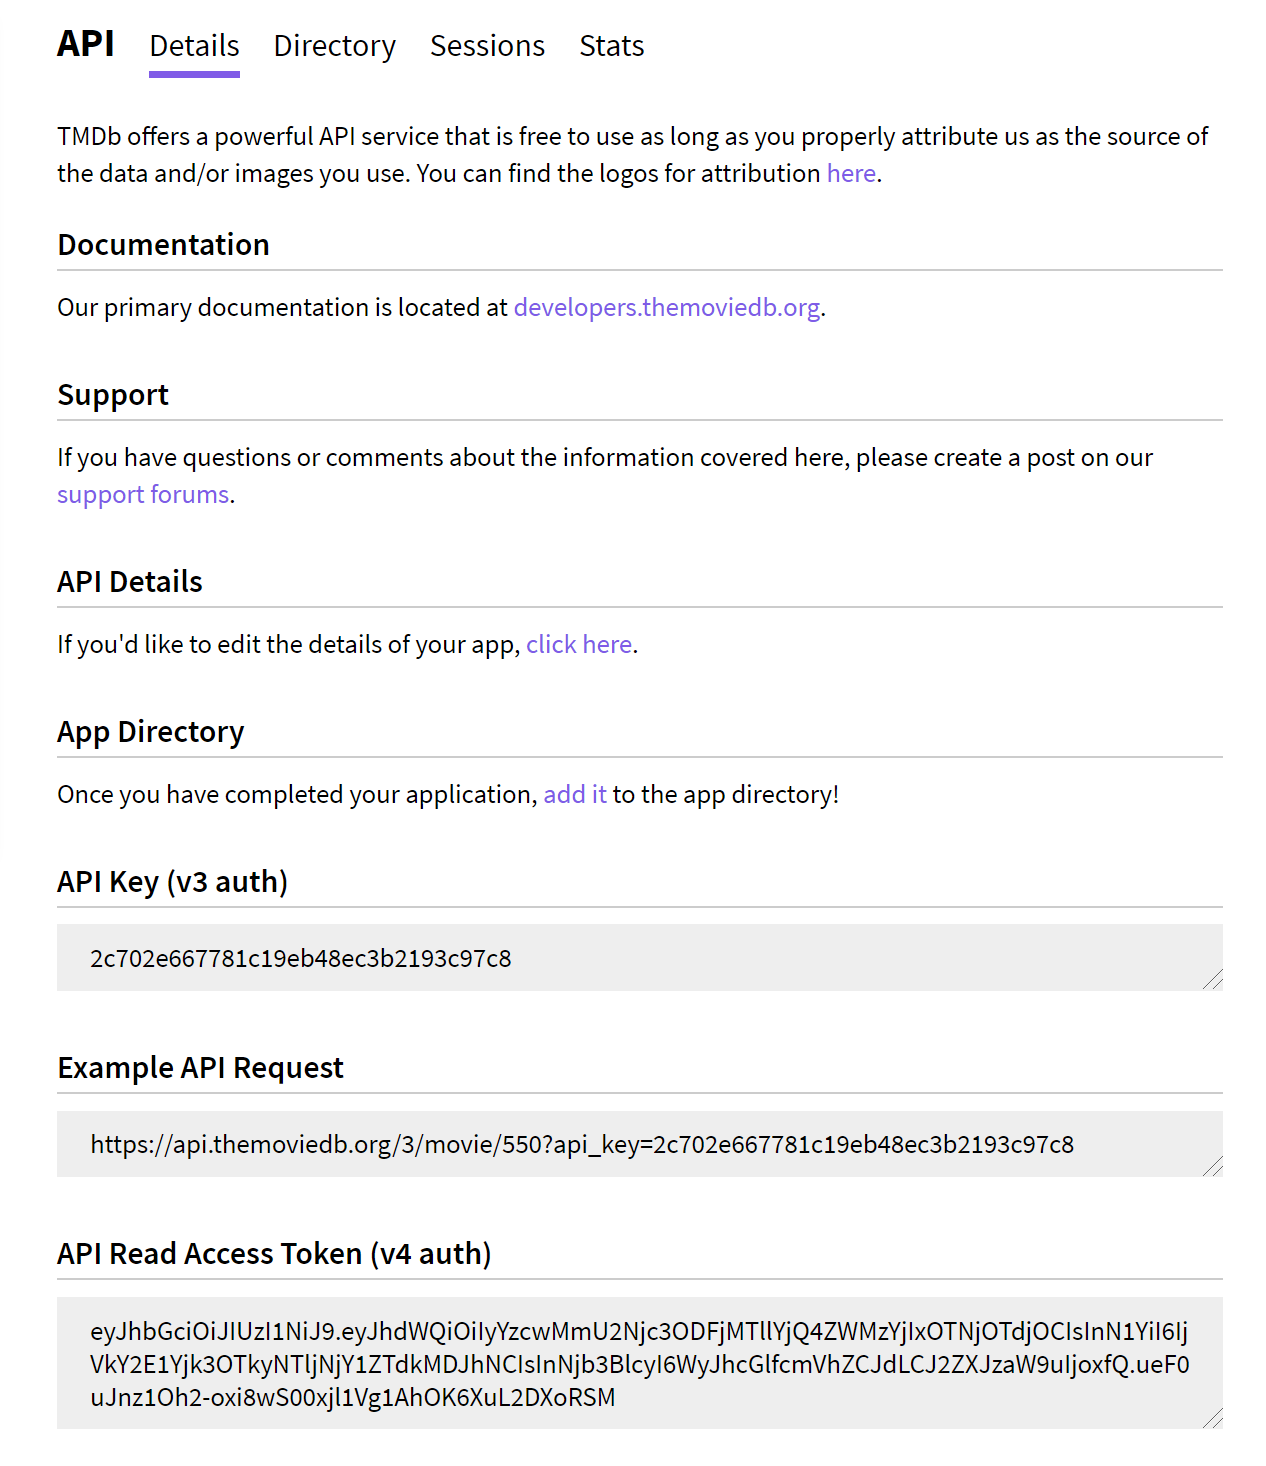 API Details Directory Sessions Stats
TMDb offers a powerful API service that is free to use as long as you properly attribute us as the source of
the data and/or images you use. You can find the logos for attribution here.
Documentation
Our primary documentation is located at developers.themoviedb.org.
Support
If you have questions or comments about the information covered here, please create a post on our
support forums.
API Details
If you'd like to edit the details of your app, click here.
App Directory
Once you have completed your application, add it to the app directory!
API Key (v3 auth)
2c702e667781c19eb48ec3b2193c97c8
Example API Request
https://api.themoviedb.org/3/movie/550?api_key=2c702e667781c19eb48ec3b2193c97c8
API Read Access Token (v4 auth)
eyJhbGciOiJIUzI1NiJ9.eyJhdWQiOiIyYzcwMmU2Njc3ODFjMTllYjQ4ZWMzYjIxOTNjOTdjOCIsInN1YiI6Ij
VkY2E1Yjk3OTkyNTljNjY1ZTdkMDJhNCIsInNjb3BlcyI6WyJhcGlfcmVhZCJdLCJ2ZXJzaW9uIjoxfQ.ueF0
uJnz1Oh2-oxi8wS00xjl1Vg1AhOK6XuL2DXoRSM